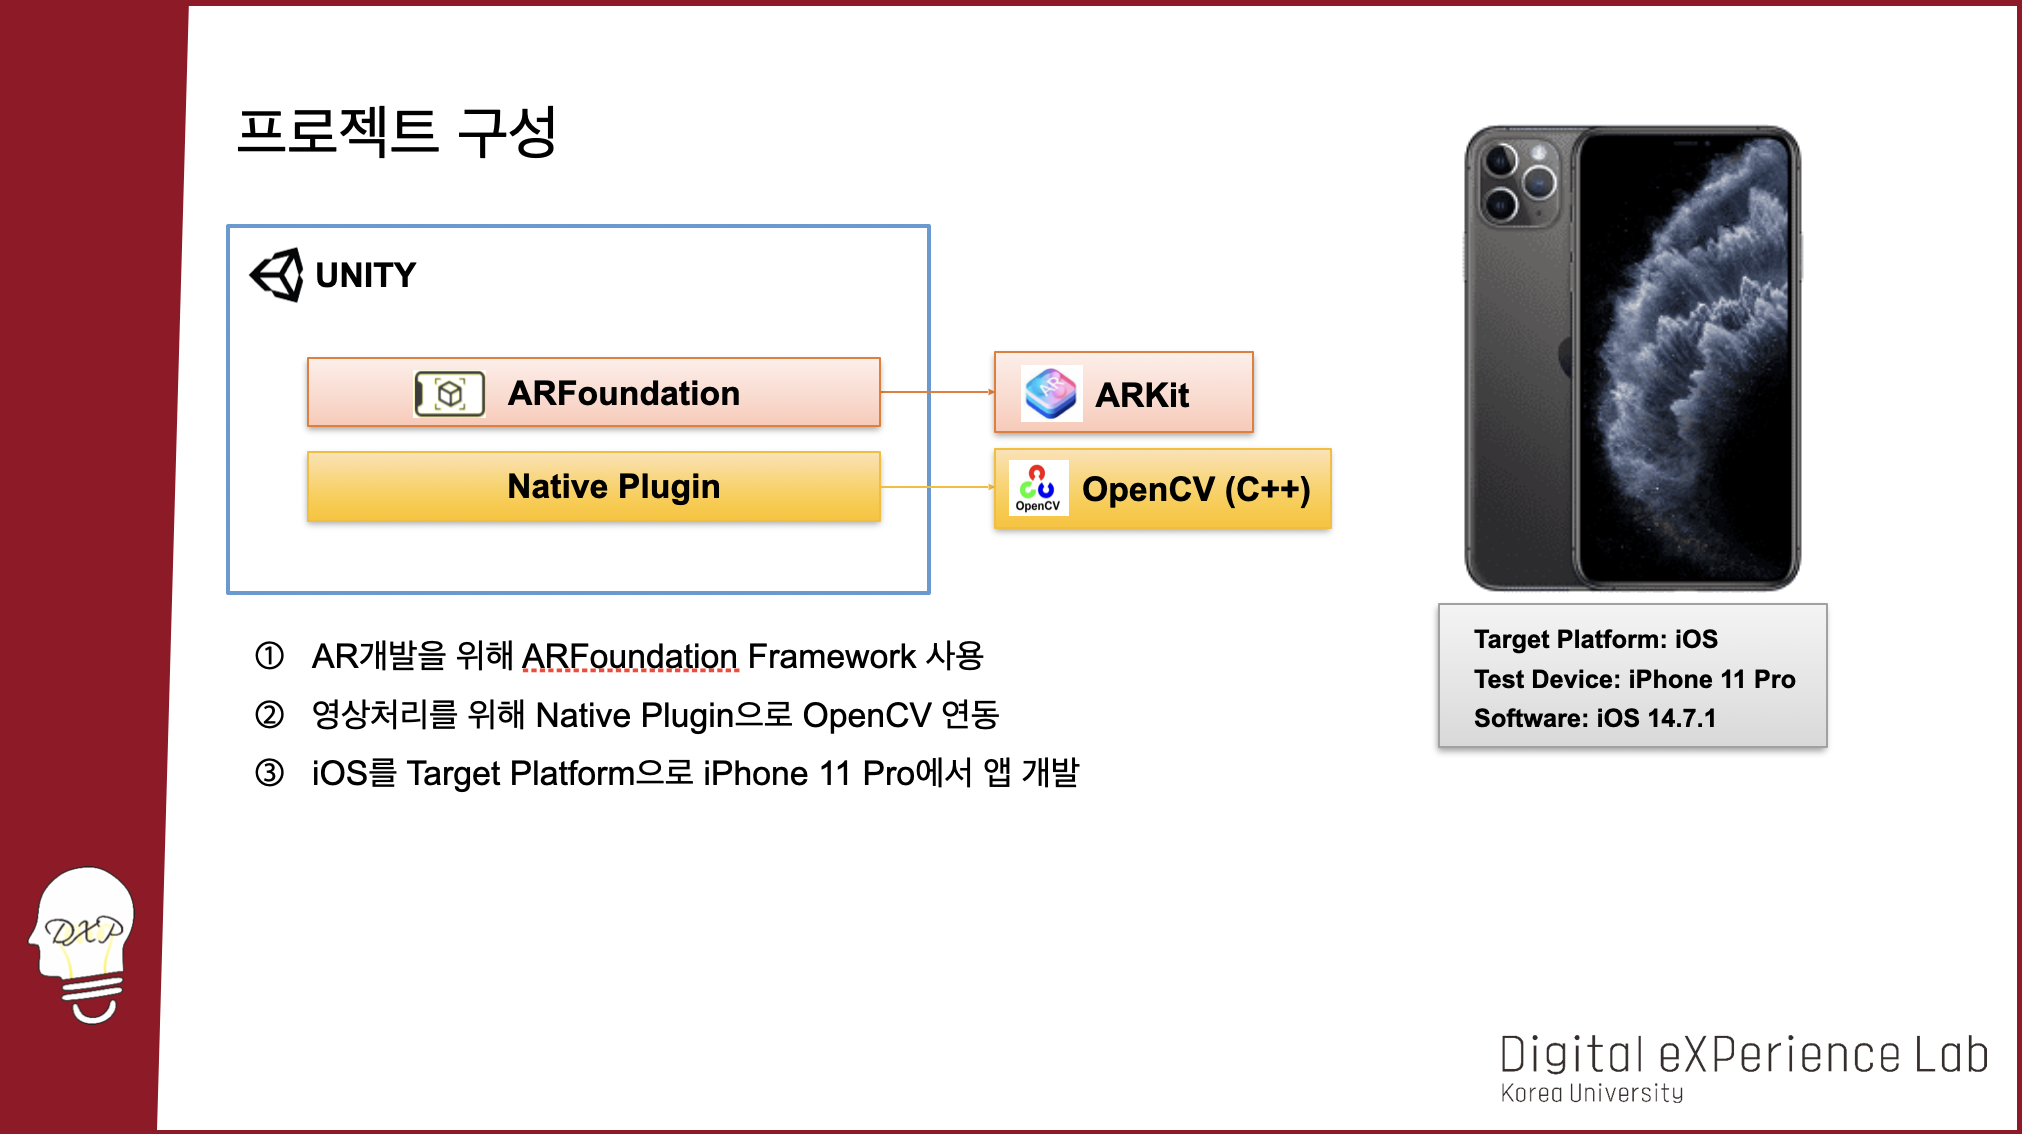 프로젝트 구성
UNITY
ARFoundation
ARKit
Native Plugin
OpenCV
OpenCV (C++)
① AR개발을 위해 ARFoundation Framework 사용
② 영상처리를 위해 Native Plugin으로 OpenCV 연동
③ iOS를 Target Platform으로 iPhone 11 Pro에서 앱 개발
Target Platform: iOS
Test Device: iPhone 11 Pro
Software: iOS 14.7.1
AR
DXP
Digital eXPerience Lab
Korea University